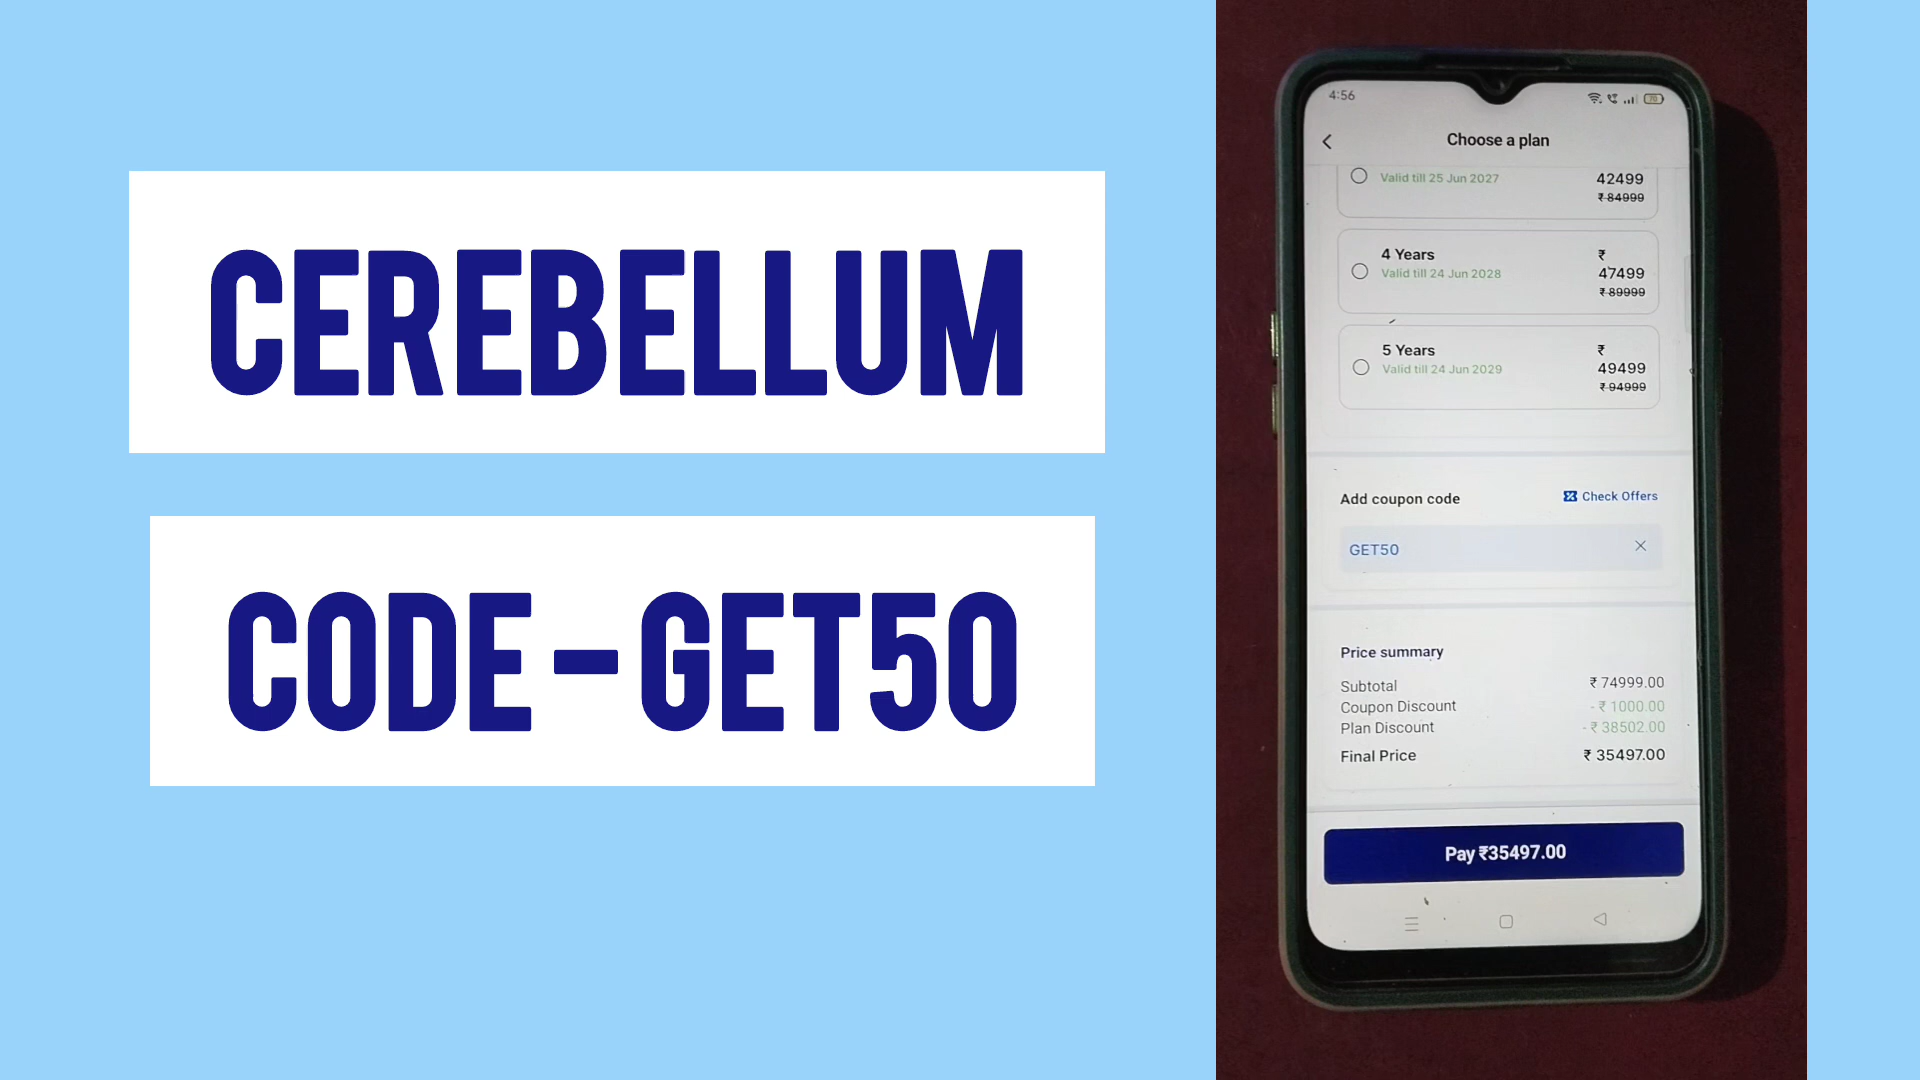 CEREBELLUM
CODE - GET50
4:56
70
Choose a plan
Valid till 25 Jun 2027
42499
₹ 84999
4 Years
₹
Valid till 24 Jun 2028
47499
₹ 89999
5 Years
₹
Valid till 24 Jun 2029
49499
₹ 94999
Add coupon code
Check Offers
GET50
Price summary
Subtotal ₹ 74999.00
Coupon Discount - ₹ 1000.00
Plan Discount - ₹ 38502.00
Final Price ₹ 35497.00
Pay ₹35497.00